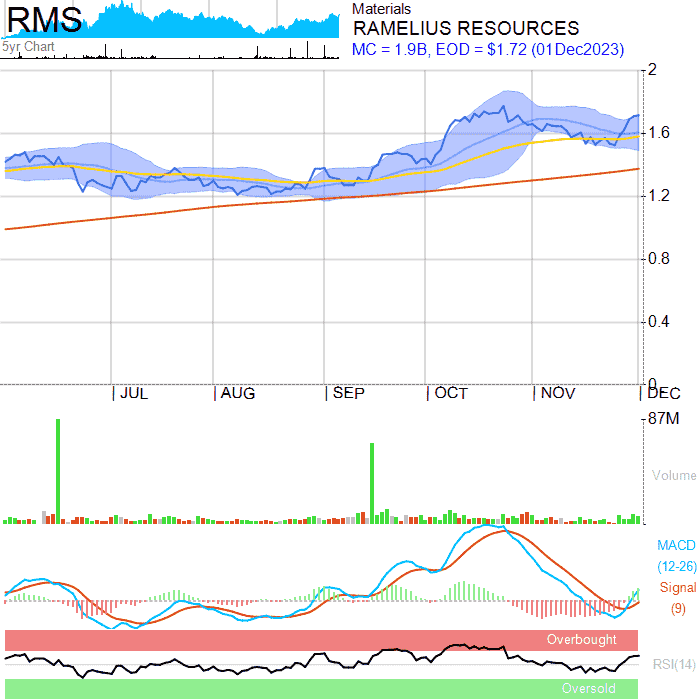 RMS
5yr Chart
Materials
RAMELIUS RESOURCES
MC = 1.9B, EOD = $1.72 (01Dec2023)
2
1.6
1.2
0.8
0.4
0
JUL AUG SEP OCT NOV DEC
87M
Volume
MACD
(12-26)
Signal
(9)
Overbought
RSI(14)
Oversold